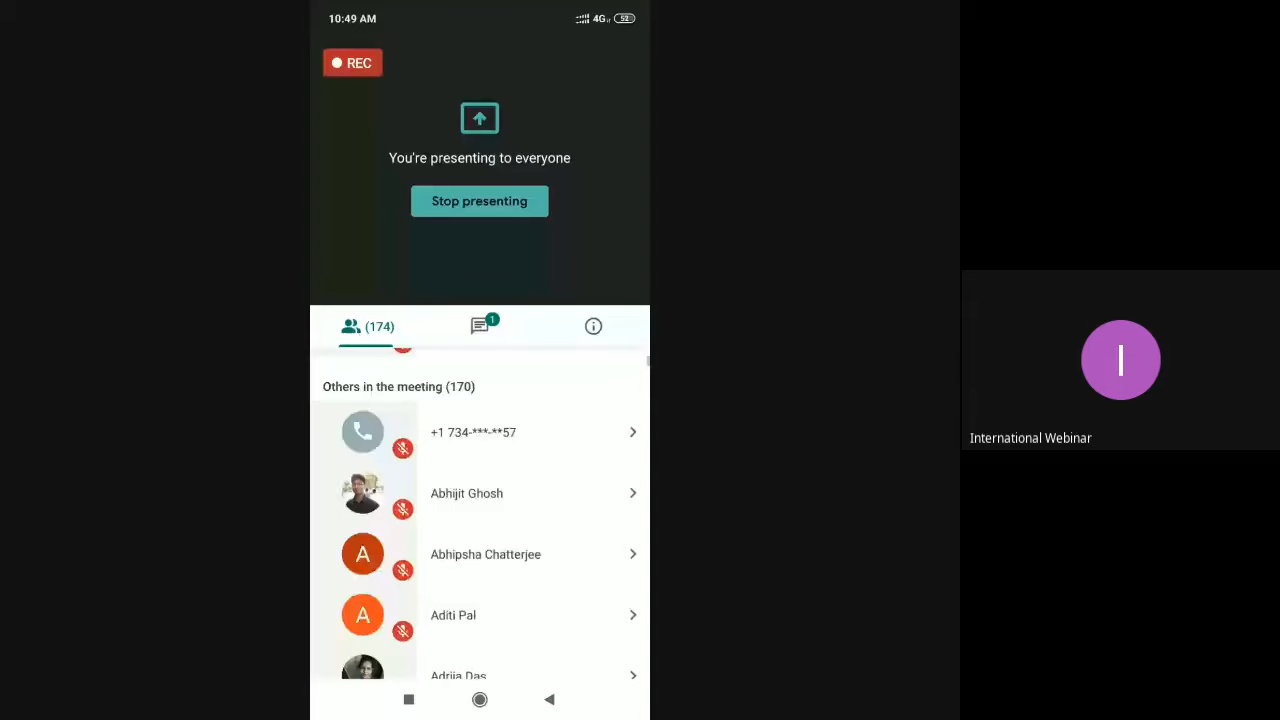 10:49 AM
4G
52
REC
You're presenting to everyone
Stop presenting
(174)
1
Others in the meeting (170)
+1 734-***-**57
Abhijit Ghosh
A
Abhipsha Chatterjee
A
Aditi Pal
Adrija Das
I
International Webinar